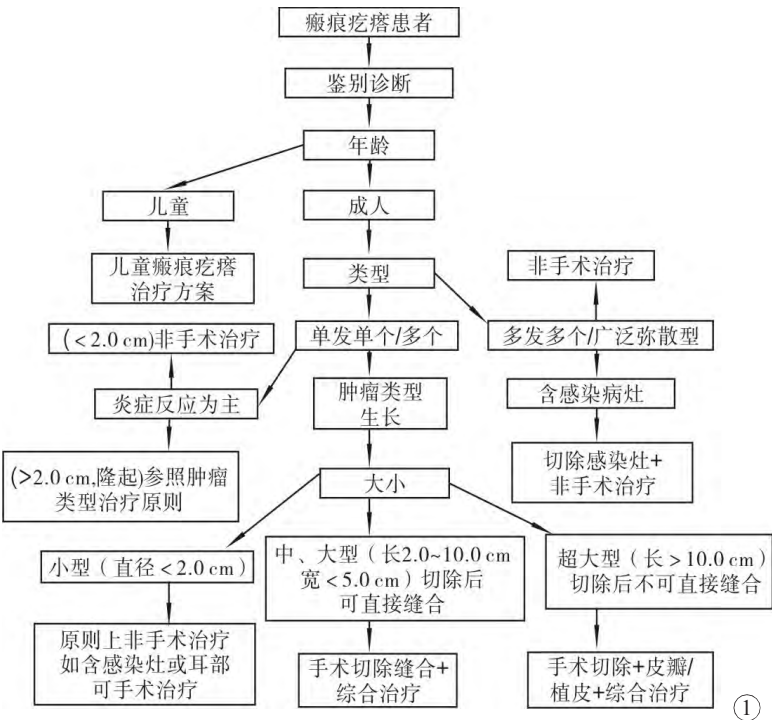 瘢痕疙瘩患者
鉴别诊断
年龄
儿童
成人
儿童瘢痕疙瘩
治疗方案
类型
非手术治疗
(<2.0 cm)非手术治疗
单发单个/多个
多发多个/广泛弥散型
炎症反应为主
肿瘤类型
生长
含感染病灶
(>2.0 cm,隆起)参照肿瘤
类型治疗原则
大小
切除感染灶+
非手术治疗
小型（直径<2.0 cm）
中、大型（长2.0~10.0 cm
宽<5.0 cm）切除后
可直接缝合
超大型（长>10.0 cm）
切除后不可直接缝合
原则上非手术治疗
如含感染灶或耳部
可手术治疗
手术切除缝合+
综合治疗
手术切除+皮瓣/
植皮+综合治疗
①